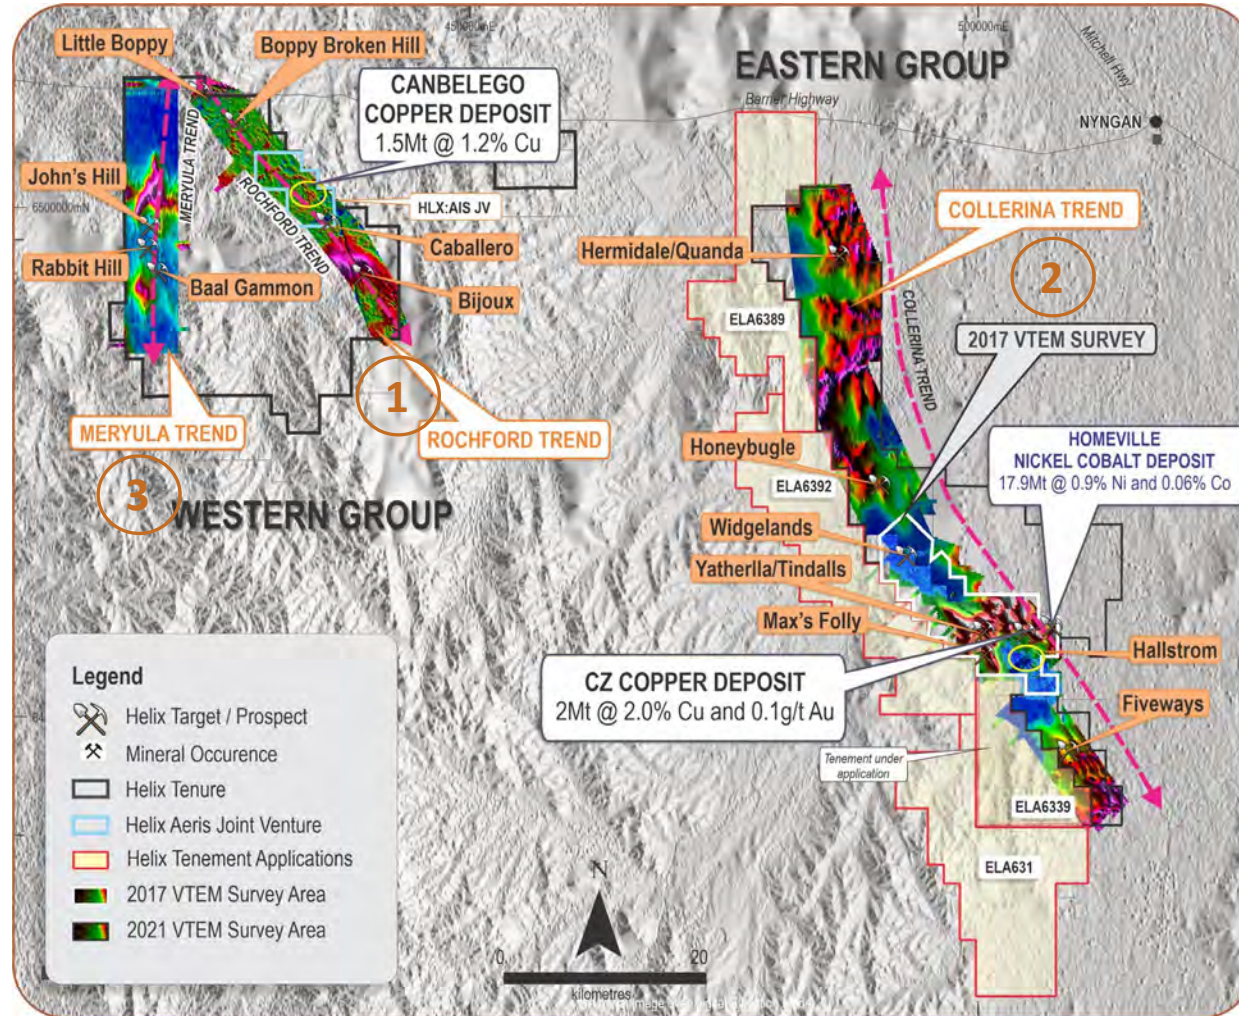 450000mE
500000mE
Little Boppy
Boppy Broken Hill
CANBELEGO
COPPER DEPOSIT
1.5Mt @ 1.2% Cu
EASTERN GROUP
Barrier Highway
Mitchell Hwy
NYNGAN
MERYULA TREND
John's Hill
6500000mN
ROCHFORD TREND
HLX:AIS JV
COLLERINA TREND
Caballero
Hermidale/Quanda
2
Rabbit Hill
Baal Gammon
Bijoux
COLLERINA TREND
ELA6389
2017 VTEM SURVEY
1
MERYULA TREND
ROCHFORD TREND
HOMEVILLE
NICKEL COBALT DEPOSIT
17.9Mt @ 0.9% Ni and 0.06% Co
Honeybugle
3
ELA6392
WESTERN GROUP
Widgelands
Yatherlla/Tindalls
Max's Folly
Hallstrom
CZ COPPER DEPOSIT
2Mt @ 2.0% Cu and 0.1g/t Au
Fiveways
Tenement under
application
ELA6339
ELA631
Legend
Helix Target / Prospect
Mineral Occurence
Helix Tenure
Helix Aeris Joint Venture
Helix Tenement Applications
2017 VTEM Survey Area
2021 VTEM Survey Area
N
0
20
kilometres